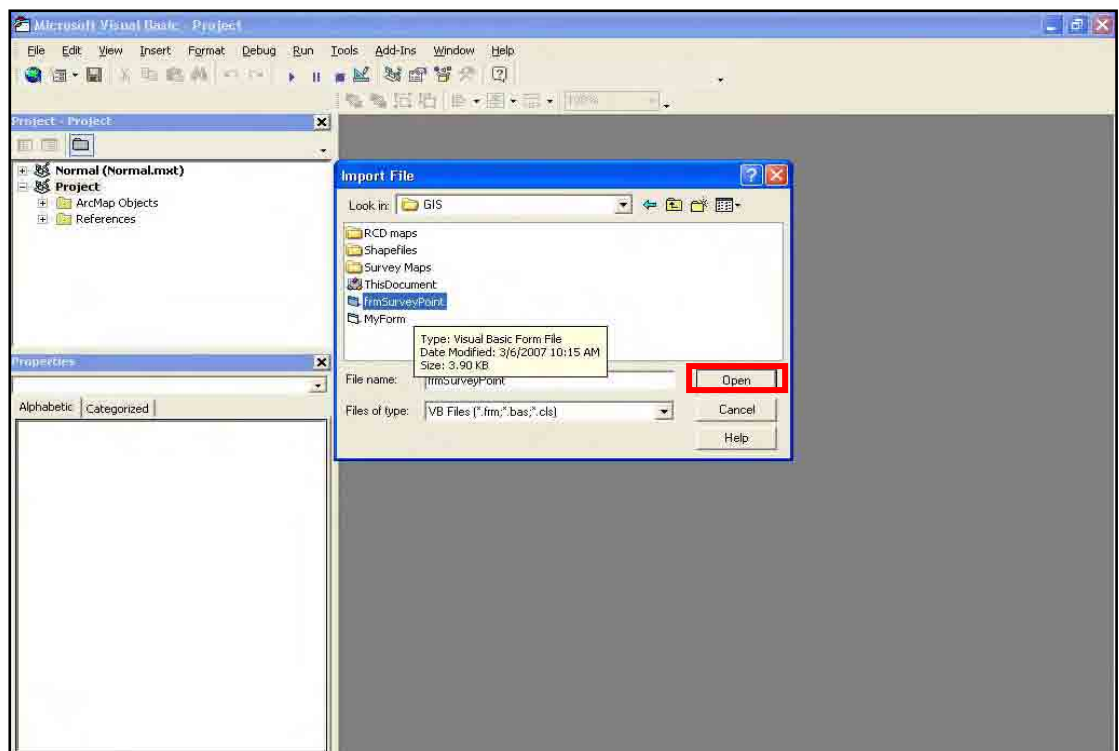 Microsoft Visual Basic - Project
File Edit View Insert Format Debug Run Tools Add-Ins Window Help
100%
Project - Project
Normal (Normal.mxt)
Project
ArcMap Objects
References
Import File
Look in: GIS
RCD maps
Shapefiles
Survey Maps
ThisDocument
frmSurveyPoint
MyForm
Type: Visual Basic Form File
Date Modified: 3/6/2007 10:15 AM
Size: 3.90 KB
File name: frmSurveyPoint Open
Files of type: VB Files (*.frm;*.bas;*.cls) Cancel
Help
Properties
Alphabetic Categorized